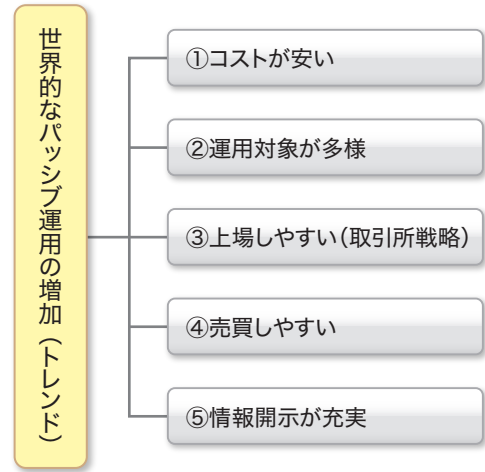 世界的なパッシブ運用の増加（トレンド）
①コストが安い
②運用対象が多様
③上場しやすい（取引所戦略）
④売買しやすい
⑤情報開示が充実